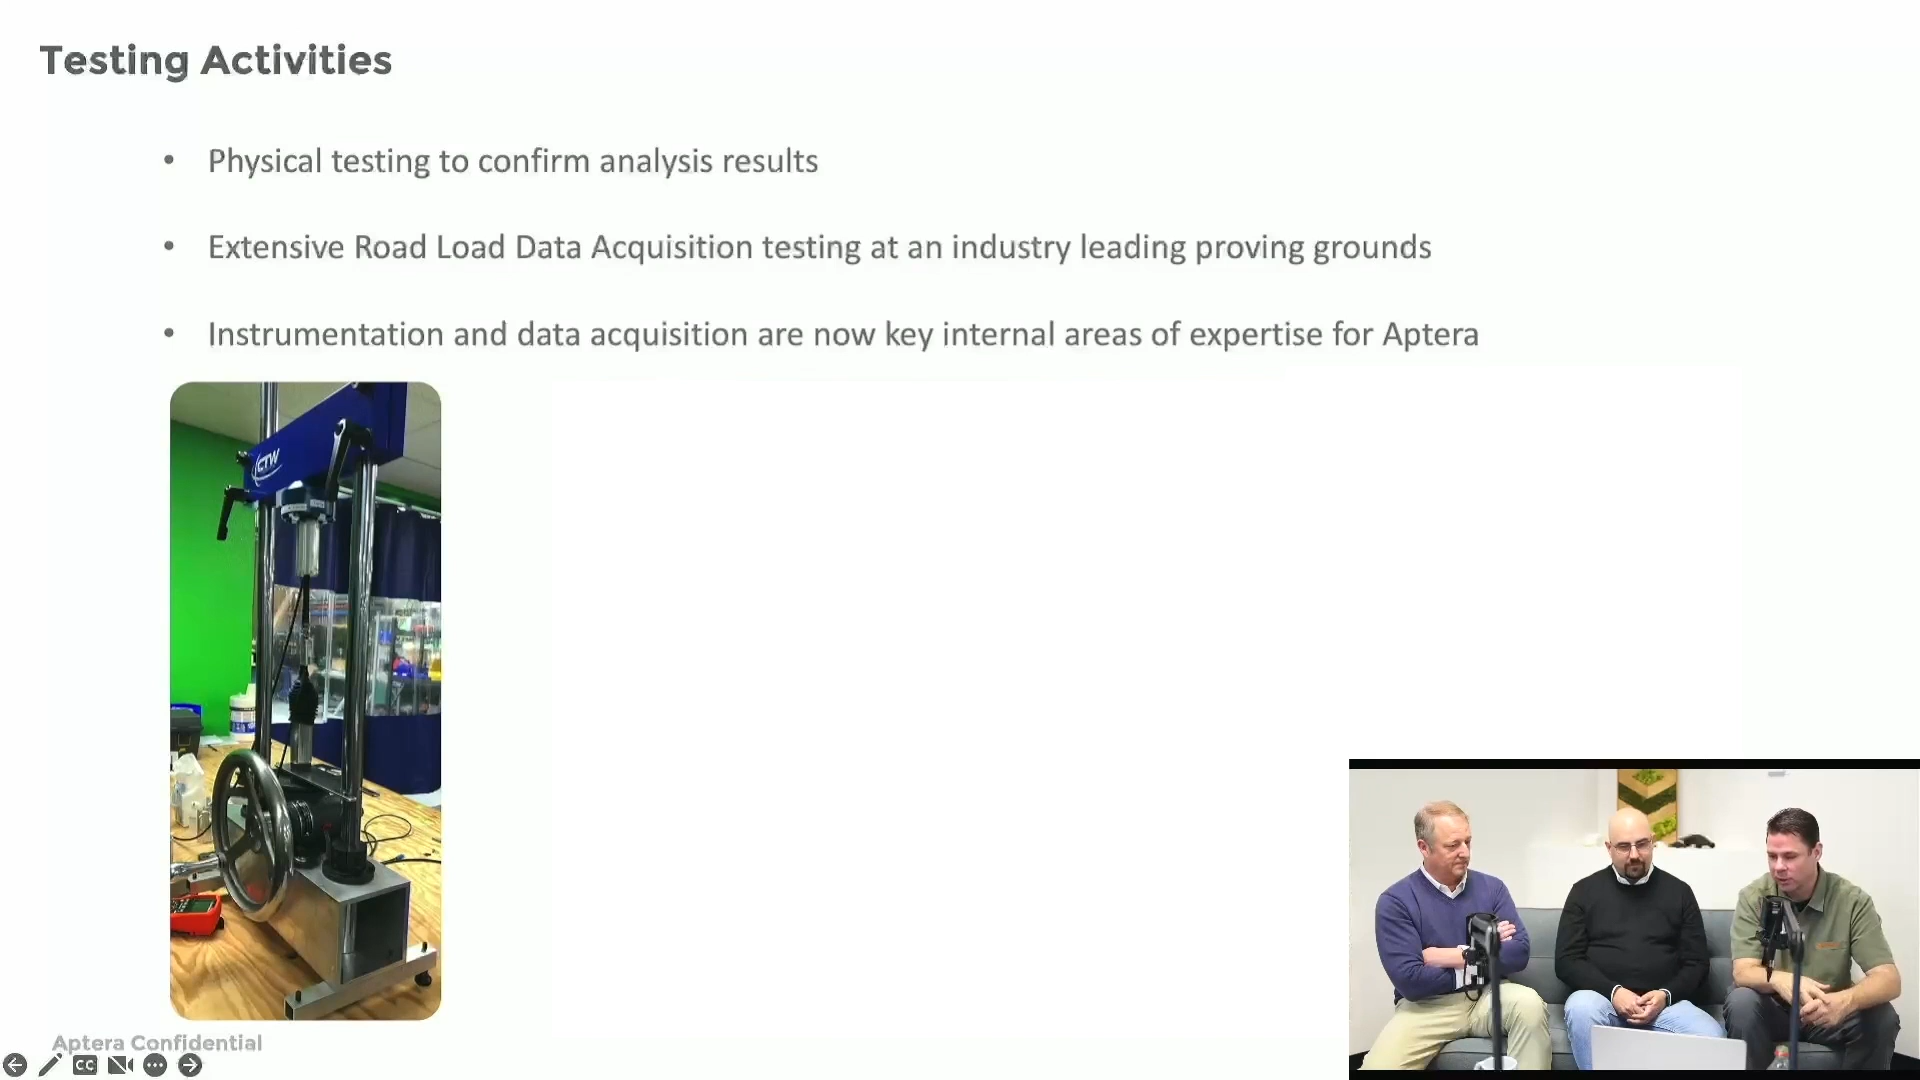 Testing Activities
• Physical testing to confirm analysis results
• Extensive Road Load Data Acquisition testing at an industry leading proving grounds
• Instrumentation and data acquisition are now key internal areas of expertise for Aptera
CTW
Aptera Confidential
CC